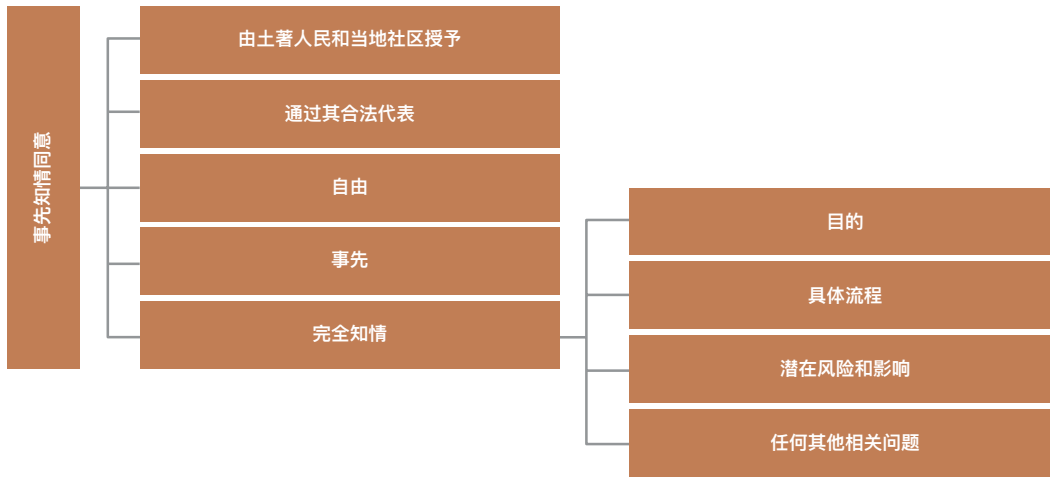 事先知情同意
由土著人民和当地社区授予
通过其合法代表
自由
事先
完全知情
目的
具体流程
潜在风险和影响
任何其他相关问题